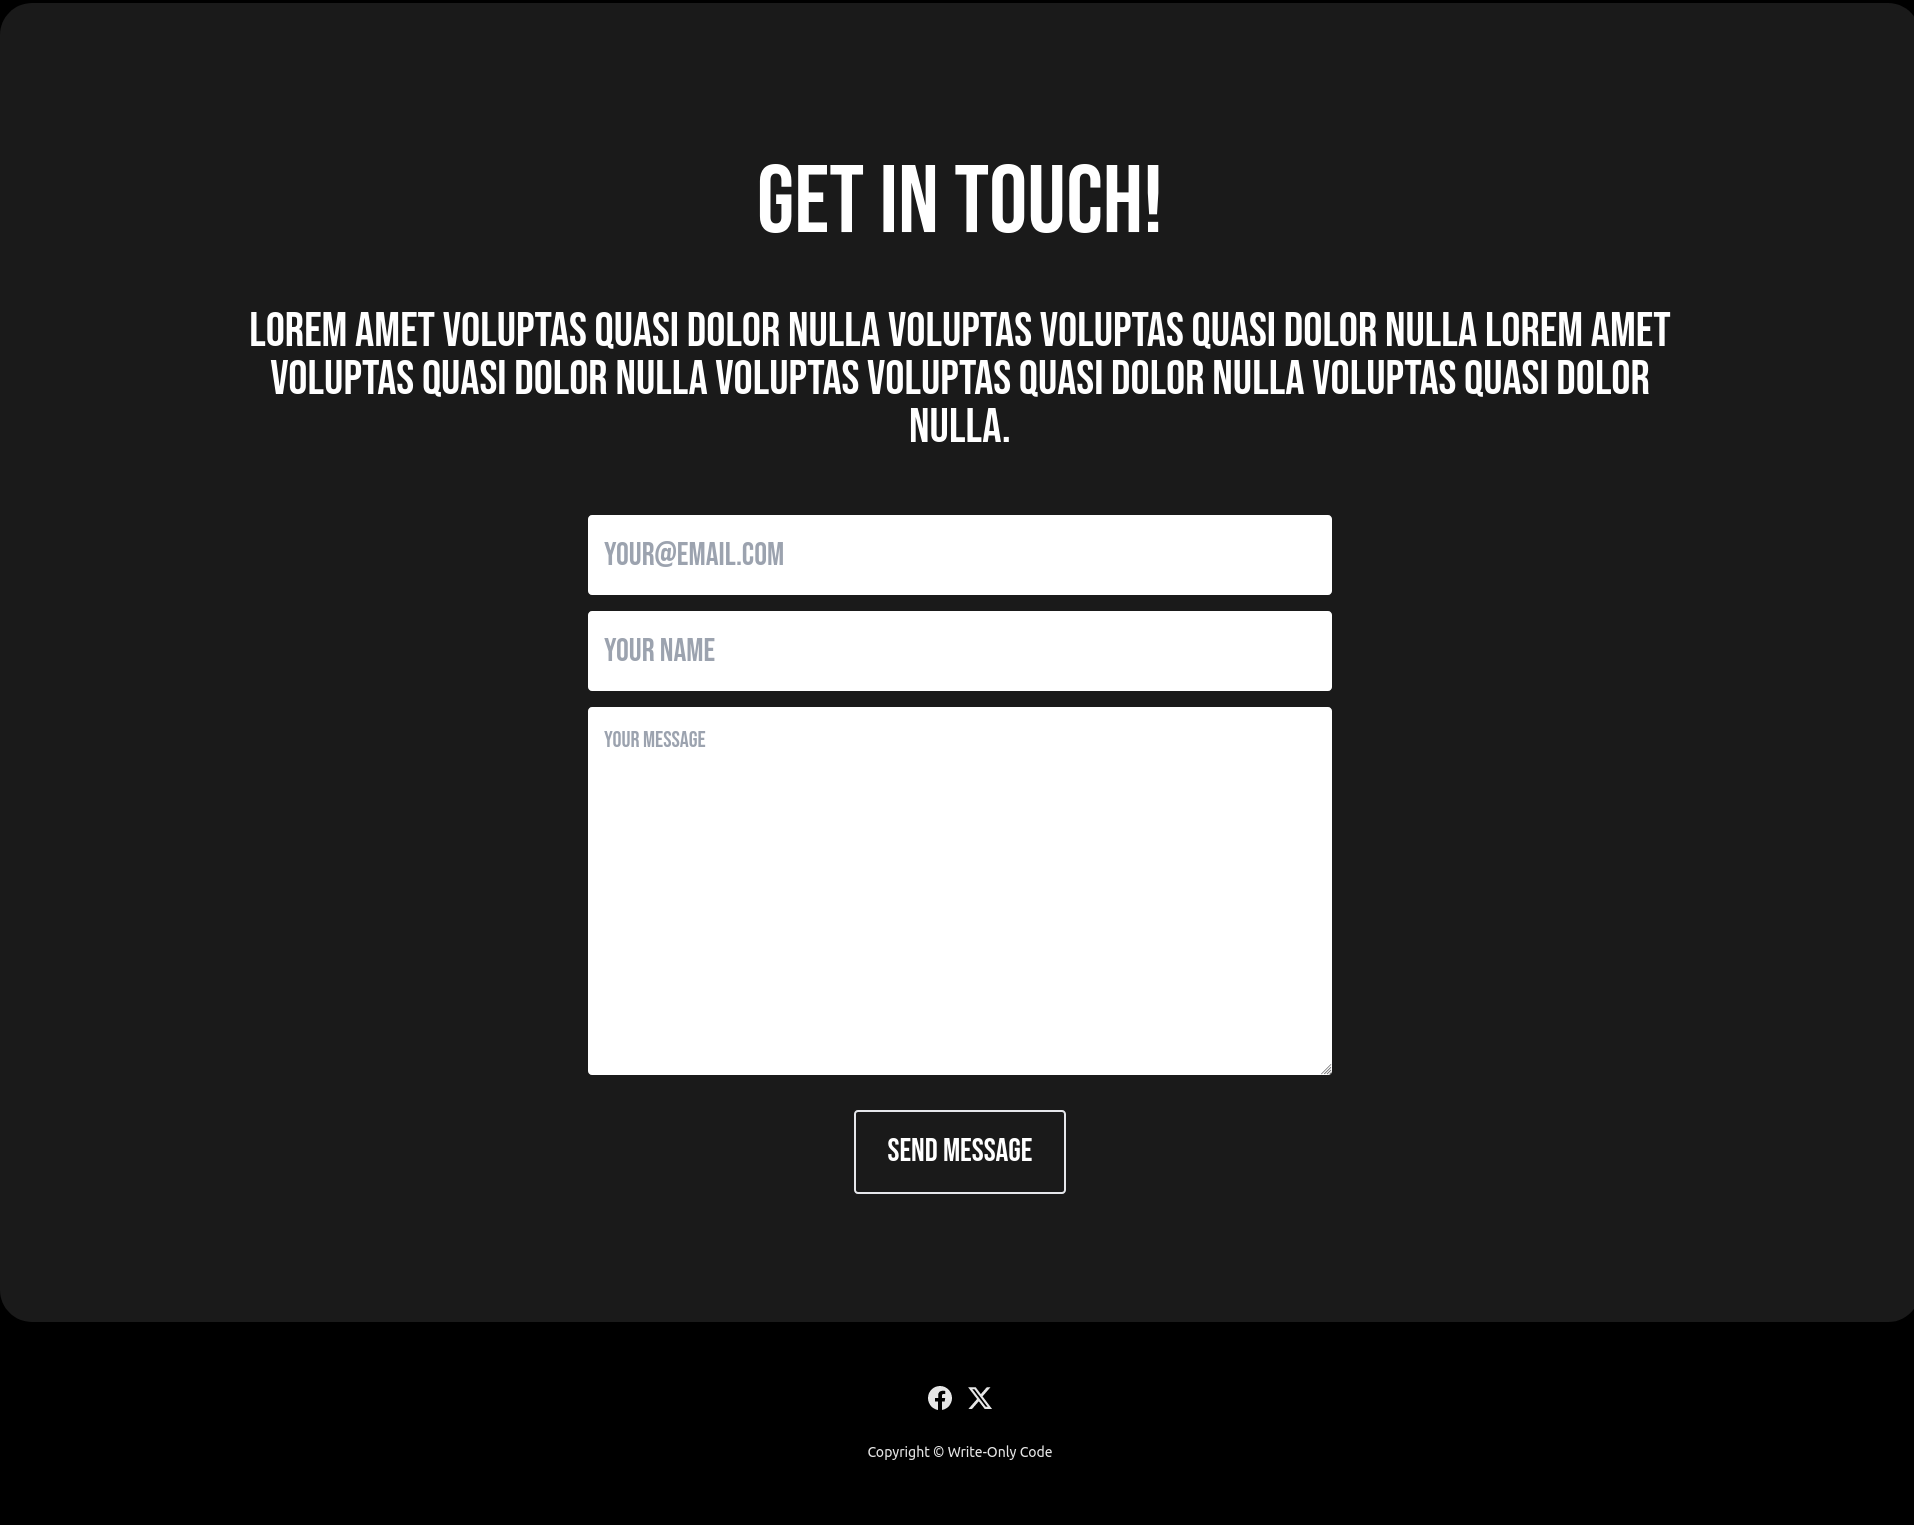 GET IN TOUCH!
LOREM AMET VOLUPTAS QUASI DOLOR NULLA VOLUPTAS VOLUPTAS QUASI DOLOR NULLA LOREM AMET
VOLUPTAS QUASI DOLOR NULLA VOLUPTAS VOLUPTAS QUASI DOLOR NULLA VOLUPTAS QUASI DOLOR
NULLA.
YOUR@EMAIL.COM
YOUR NAME
YOUR MESSAGE
SEND MESSAGE
Copyright © Write-Only Code